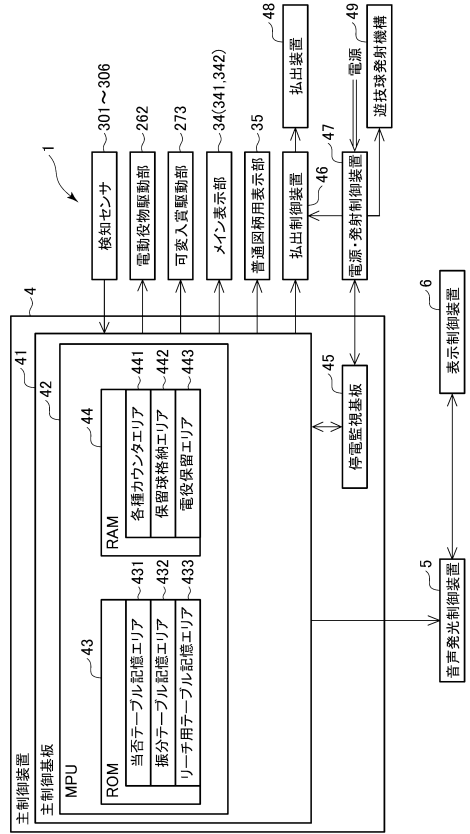 1
主制御装置
4
主制御基板
41
MPU
42
ROM
43
当否テーブル記憶エリア
431
振分テーブル記憶エリア
432
リーチ用テーブル記憶エリア
433
RAM
44
各種カウンタエリア
441
保留球格納エリア
442
電役保留エリア
443
停電監視基板
45
検知センサ
301～306
電動役物駆動部
262
可変入賞駆動部
273
メイン表示部
34(341,342)
普通図柄用表示部
35
払出制御装置
46
払出装置
48
電源・発射制御装置
47
電源
遊技球発射機構
49
音声発光制御装置
5
表示制御装置
6